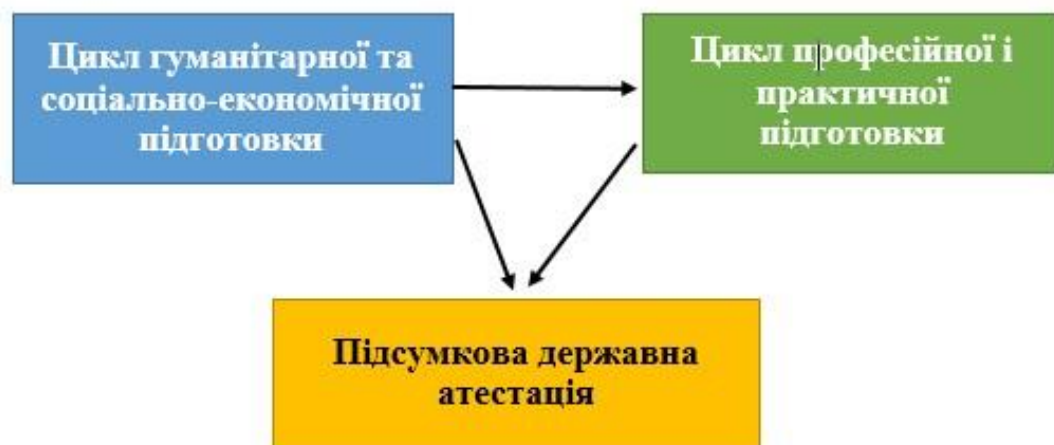 Цикл гуманітарної та
соціально-економічної
підготовки
Цикл професійної і
практичної
підготовки
Підсумкова державна
атестація